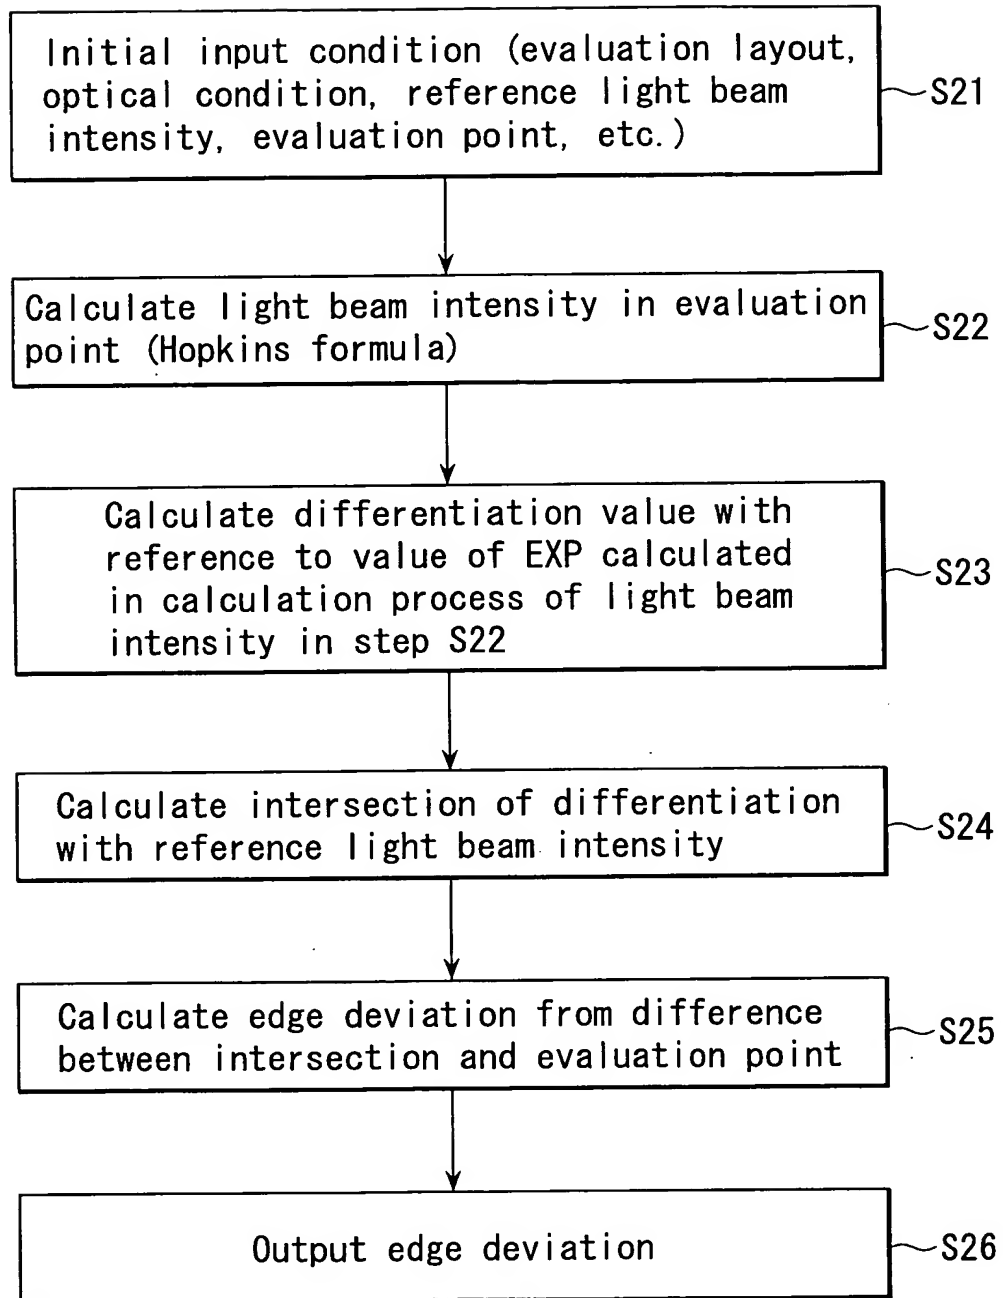 Initial input condition (evaluation layout,
optical condition, reference light beam
intensity, evaluation point, etc.)
S21
Calculate light beam intensity in evaluation
point (Hopkins formula)
S22
Calculate differentiation value with
reference to value of EXP calculated
in calculation process of light beam
intensity in step S22
S23
Calculate intersection of differentiation
with reference light beam intensity
S24
Calculate edge deviation from difference
between intersection and evaluation point
S25
Output edge deviation
S26